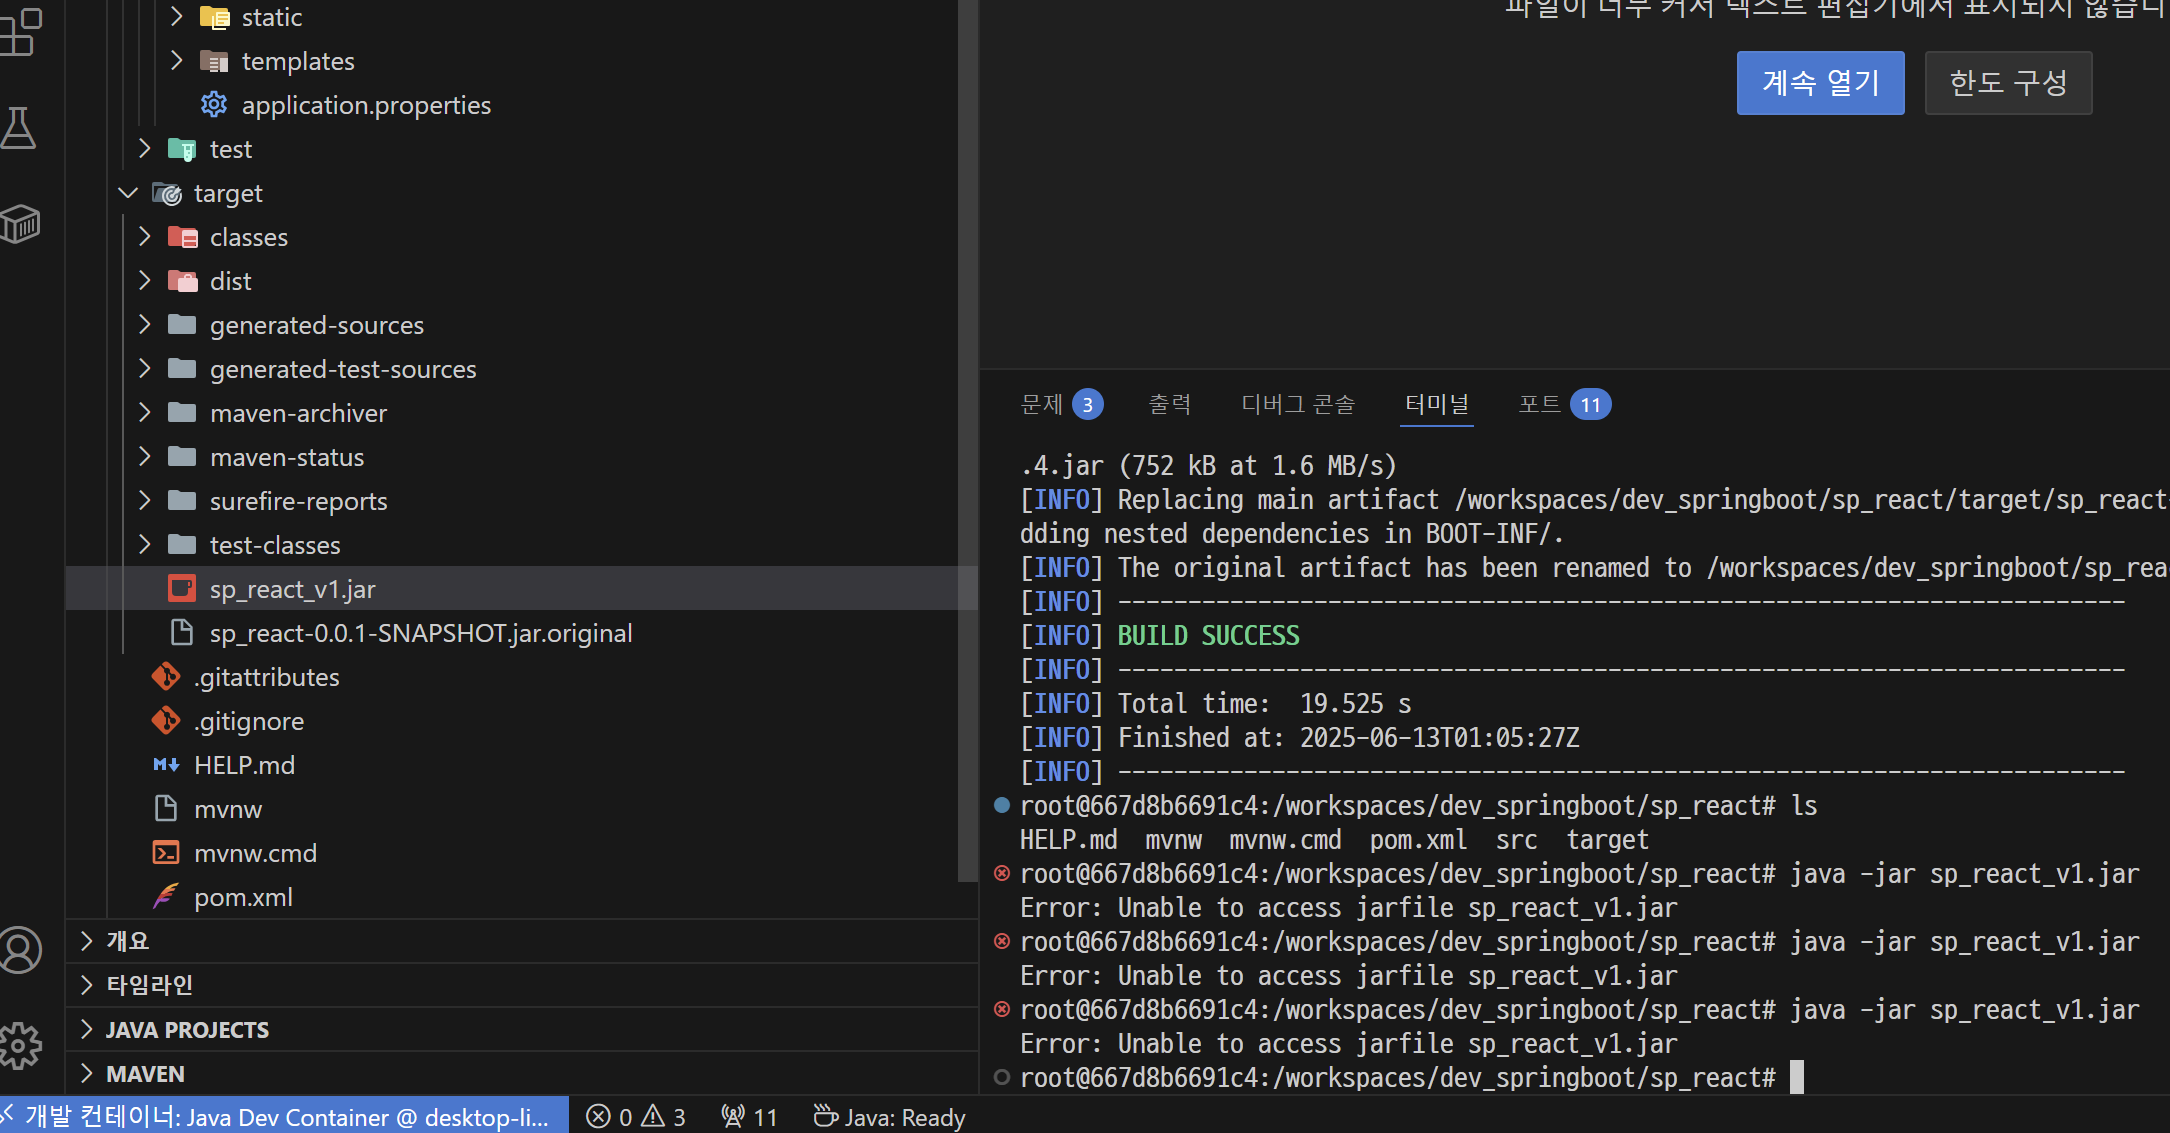 static
templates
application.properties
test
target
classes
dist
generated-sources
generated-test-sources
maven-archiver
maven-status
surefire-reports
test-classes
sp_react_v1.jar
sp_react-0.0.1-SNAPSHOT.jar.original
.gitattributes
.gitignore
HELP.md
mvnw
mvnw.cmd
pom.xml
개요
타임라인
JAVA PROJECTS
MAVEN
파일이 너무 커서 텍스트 편집기에서 표시되지 않습니
계속 열기 한도 구성
문제 3 출력 디버그 콘솔 터미널 포트 11
.4.jar (752 kB at 1.6 MB/s)
[INFO] Replacing main artifact /workspaces/dev_springboot/sp_react/target/sp_react
dding nested dependencies in BOOT-INF/.
[INFO] The original artifact has been renamed to /workspaces/dev_springboot/sp_rea
[INFO] ------------------------------------------------------------------------
[INFO] BUILD SUCCESS
[INFO] ------------------------------------------------------------------------
[INFO] Total time:  19.525 s
[INFO] Finished at: 2025-06-13T01:05:27Z
[INFO] ------------------------------------------------------------------------
root@667d8b6691c4:/workspaces/dev_springboot/sp_react# ls
HELP.md  mvnw  mvnw.cmd  pom.xml  src  target
root@667d8b6691c4:/workspaces/dev_springboot/sp_react# java -jar sp_react_v1.jar
Error: Unable to access jarfile sp_react_v1.jar
root@667d8b6691c4:/workspaces/dev_springboot/sp_react# java -jar sp_react_v1.jar
Error: Unable to access jarfile sp_react_v1.jar
root@667d8b6691c4:/workspaces/dev_springboot/sp_react# java -jar sp_react_v1.jar
Error: Unable to access jarfile sp_react_v1.jar
root@667d8b6691c4:/workspaces/dev_springboot/sp_react#
개발 컨테이너: Java Dev Container @ desktop-li... 0 3 11 Java: Ready